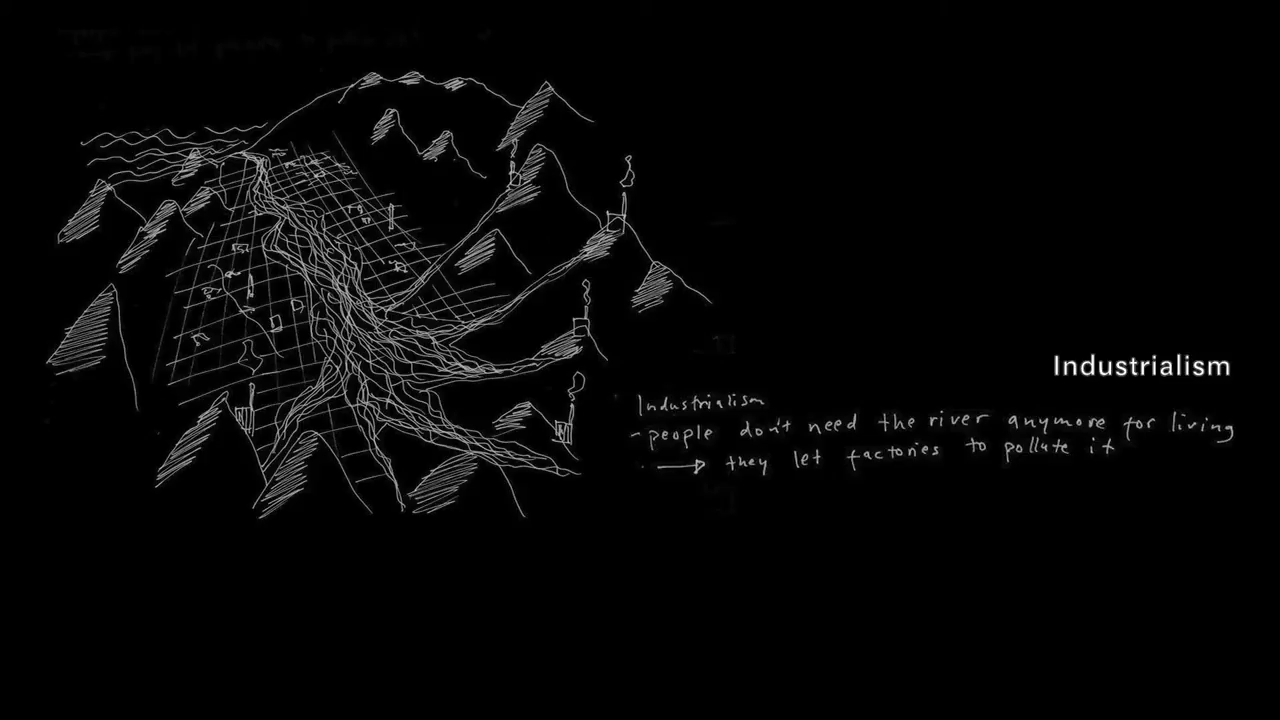 Industrialism
Industrialism
- people don't need the river anymore for living
→ they let factories to pollute it